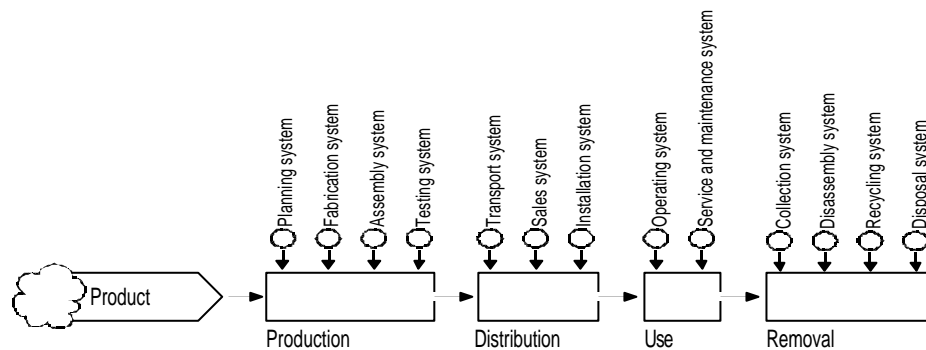 Planning system
Fabrication system
Assembly system
Testing system
Transport system
Sales system
Installation system
Operating system
Service and maintenance system
Collection system
Disassembly system
Recycling system
Disposal system
Product
Production
Distribution
Use
Removal